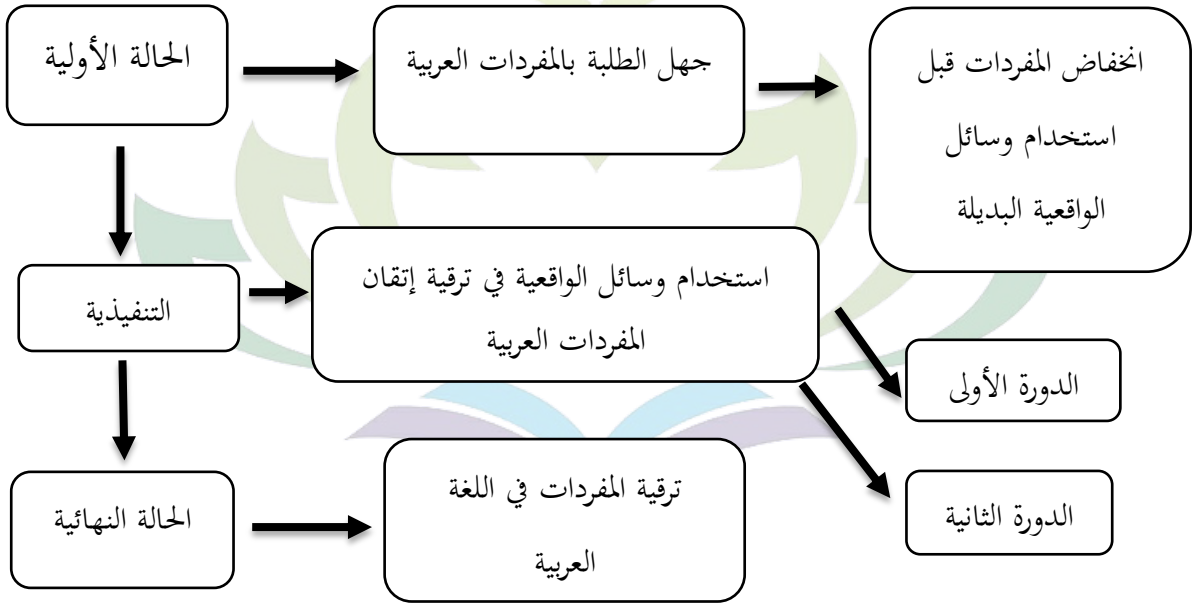 الحالة الأولية
جهل الطلبة بالمفردات العربية
انخفاض المفردات قبل
استخدام وسائل
الواقعية البديلة
التنفيذية
استخدام وسائل الواقعية في ترقية إتقان
المفردات العربية
الدورة الأولى
الدورة الثانية
الحالة النهائية
ترقية المفردات في اللغة
العربية